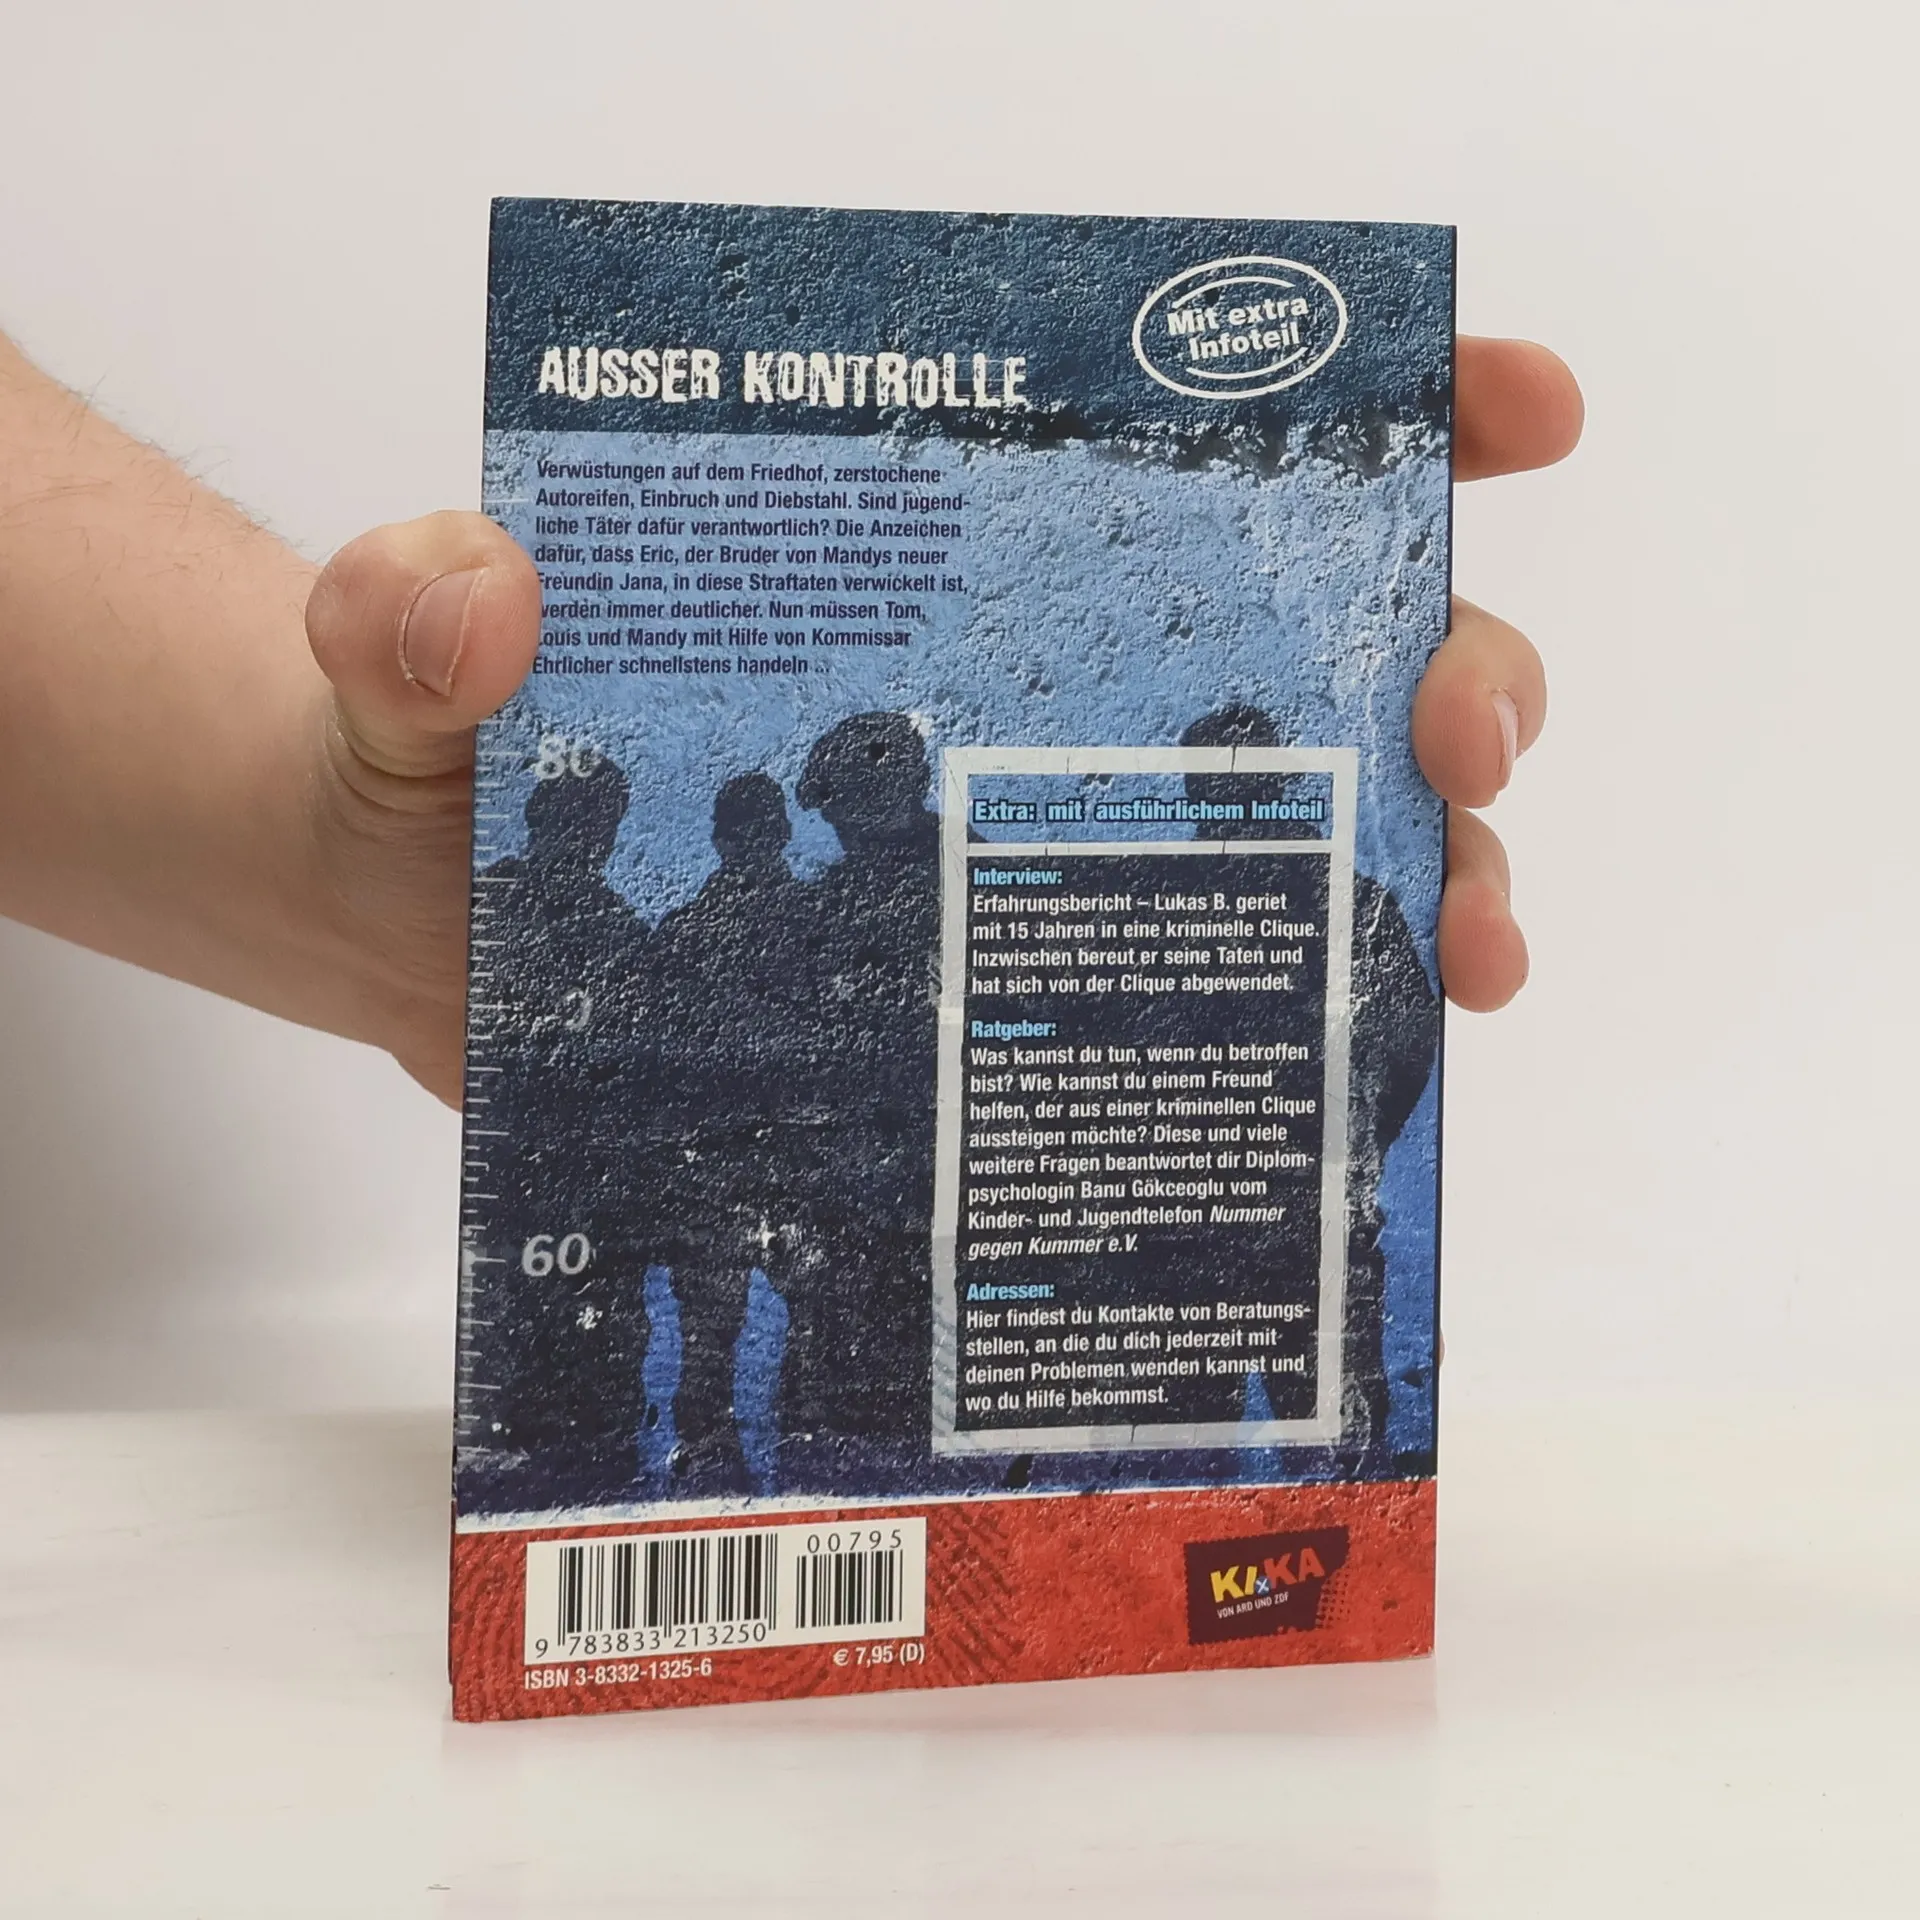 Mit extra
Infoteil
AUSSER KONTROLLE
Verwüstungen auf dem Friedhof, zerstochene
Autoreifen, Einbruch und Diebstahl. Sind jugend-
liche Täter dafür verantwortlich? Die Anzeichen
dafür, dass Eric, der Bruder von Mandys neuer
Freundin Jana, in diese Straftaten verwickelt ist,
werden immer deutlicher. Nun müssen Tom,
Louis und Mandy mit Hilfe von Kommissar
Ehrlicher schnellstens handeln ...
80
60
Extra: mit ausführlichem Infoteil
Interview:
Erfahrungsbericht – Lukas B. geriet
mit 15 Jahren in eine kriminelle Clique.
Inzwischen bereut er seine Taten und
hat sich von der Clique abgewendet.
Ratgeber:
Was kannst du tun, wenn du betroffen
bist? Wie kannst du einem Freund
helfen, der aus einer kriminellen Clique
aussteigen möchte? Diese und viele
weitere Fragen beantwortet dir Diplom-
psychologin Banu Gökceoglu vom
Kinder- und Jugendtelefon Nummer
gegen Kummer e.V.
Adressen:
Hier findest du Kontakte von Beratungs-
stellen, an die du dich jederzeit mit
deinen Problemen wenden kannst und
wo du Hilfe bekommst.
00795
9 783833 213250
ISBN 3-8332-1325-6
€ 7,95 (D)
KI.KA
VON ARD UND ZDF